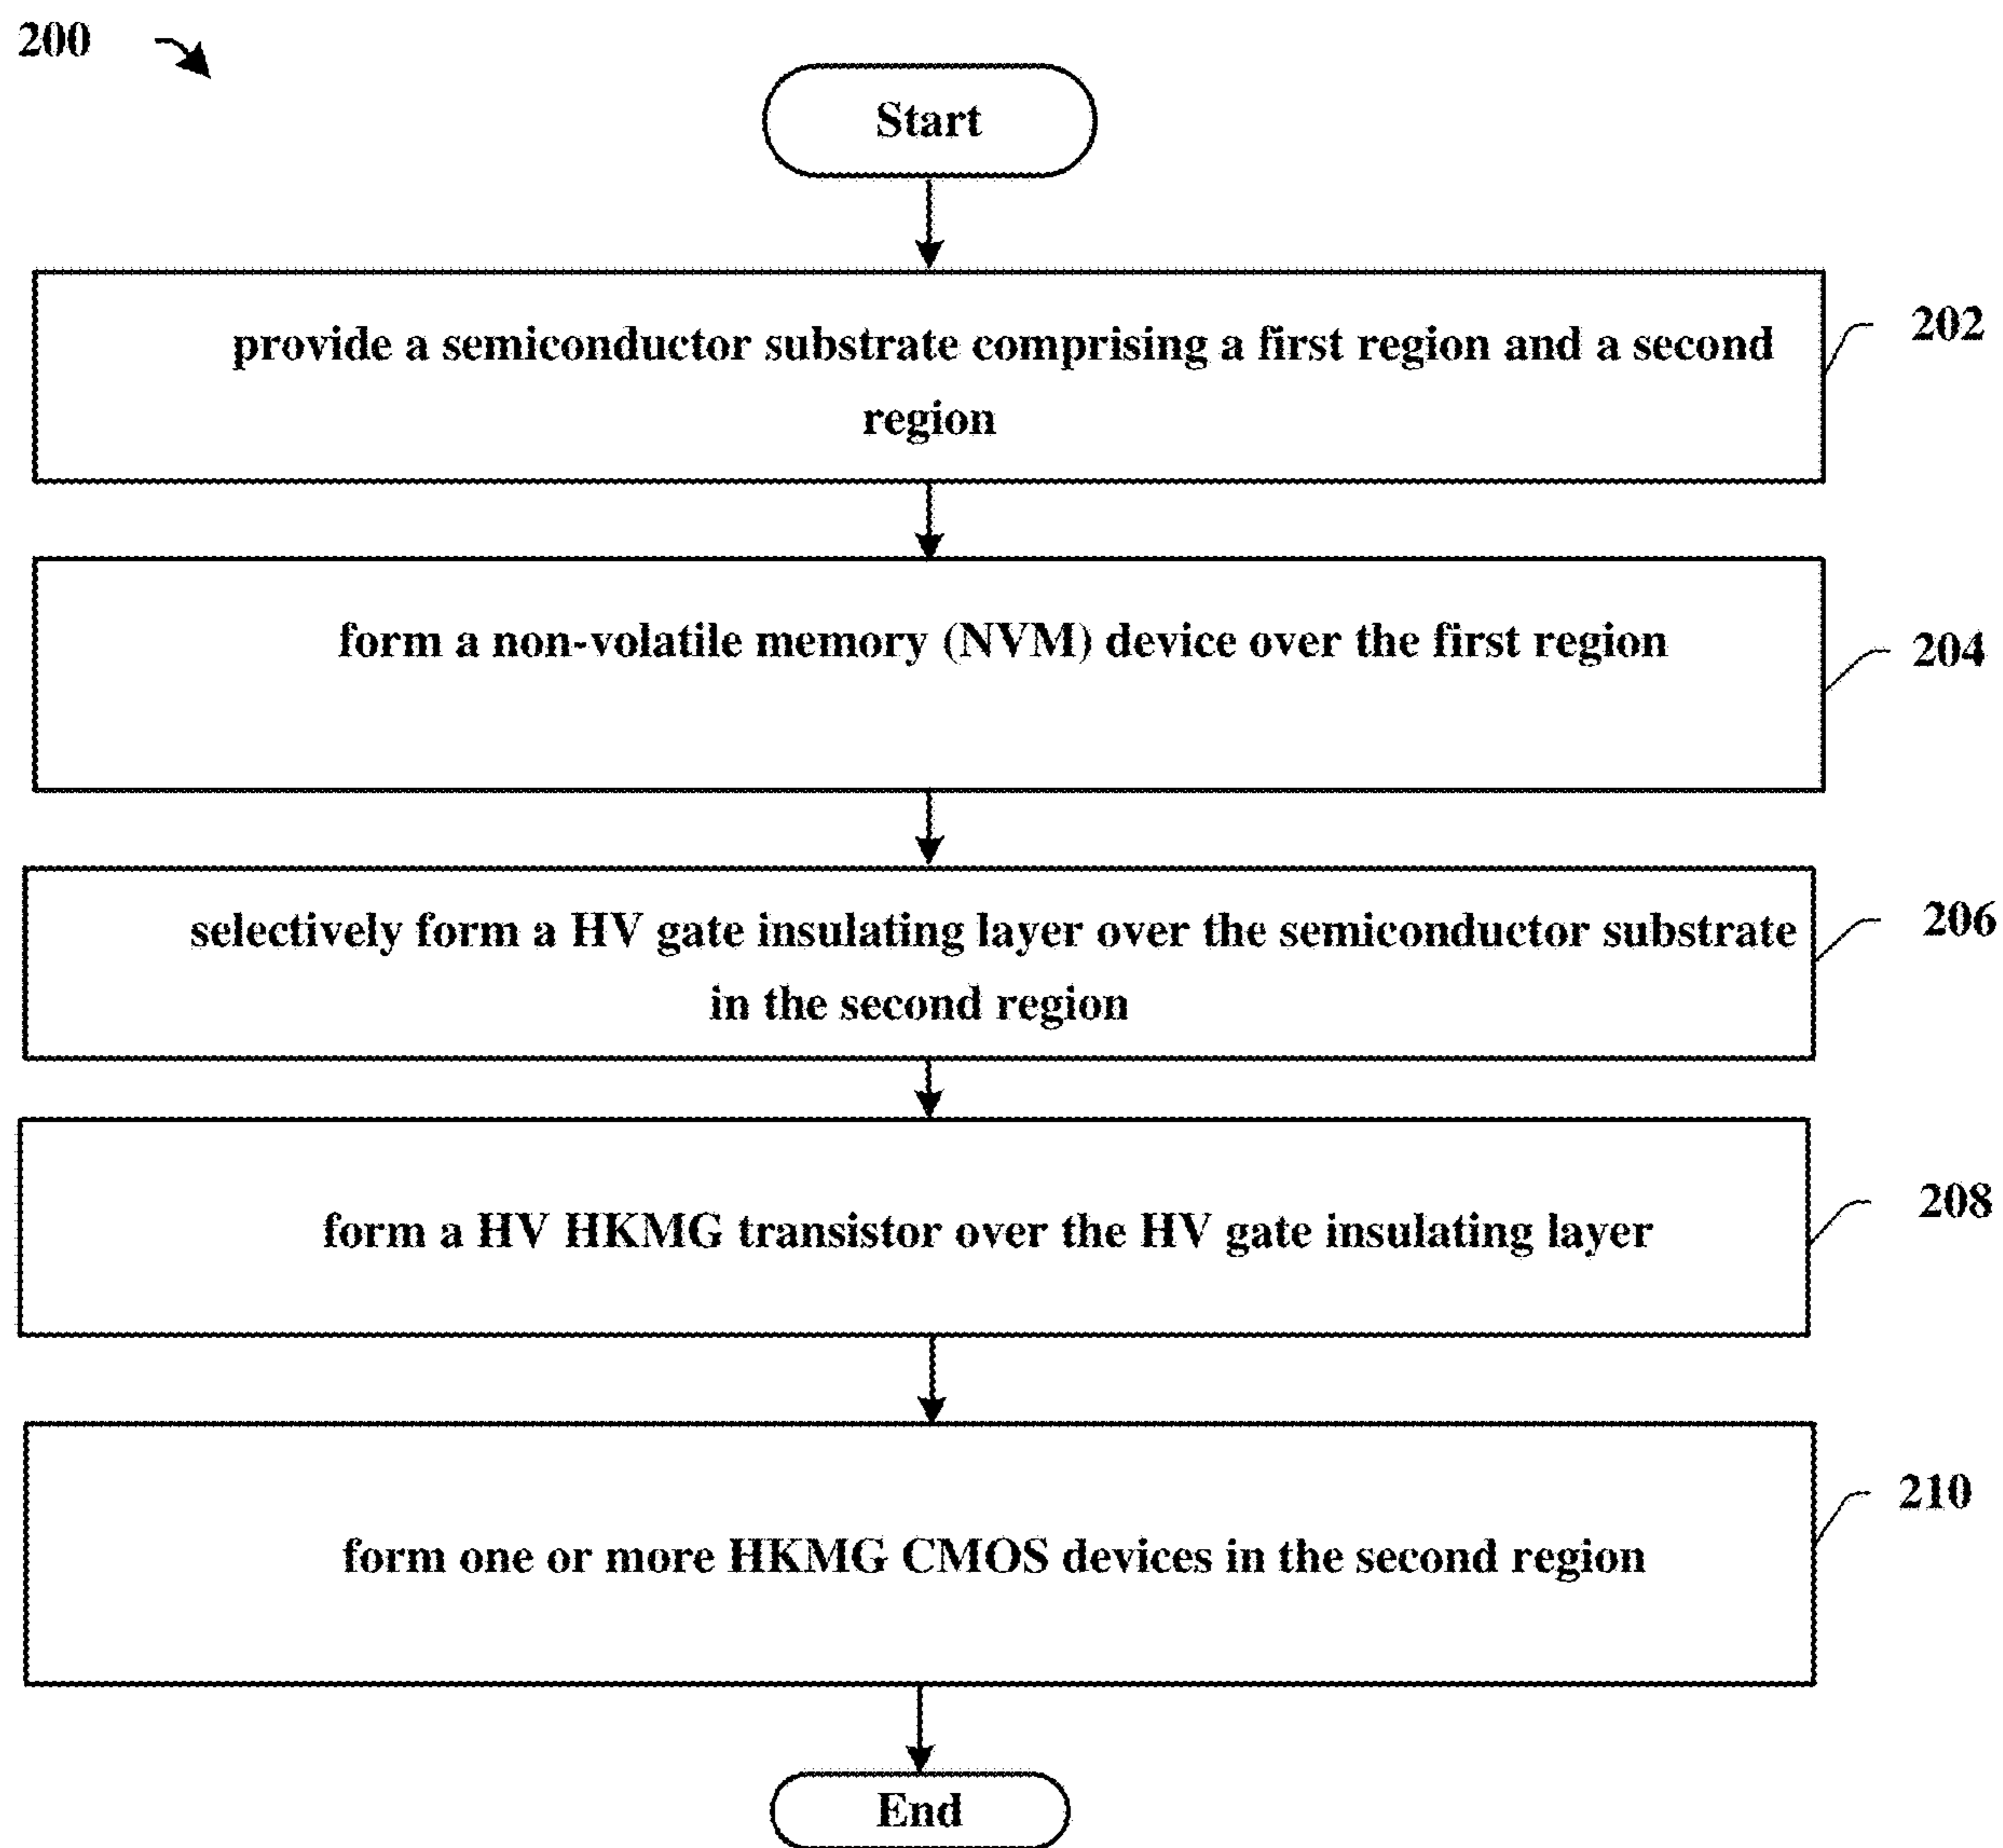 200
Start
provide a semiconductor substrate comprising a first region and a second
region
202
form a non-volatile memory (NVM) device over the first region
204
selectively form a HV gate insulating layer over the semiconductor substrate
in the second region
206
form a HV HKMG transistor over the HV gate insulating layer
208
form one or more HKMG CMOS devices in the second region
210
End